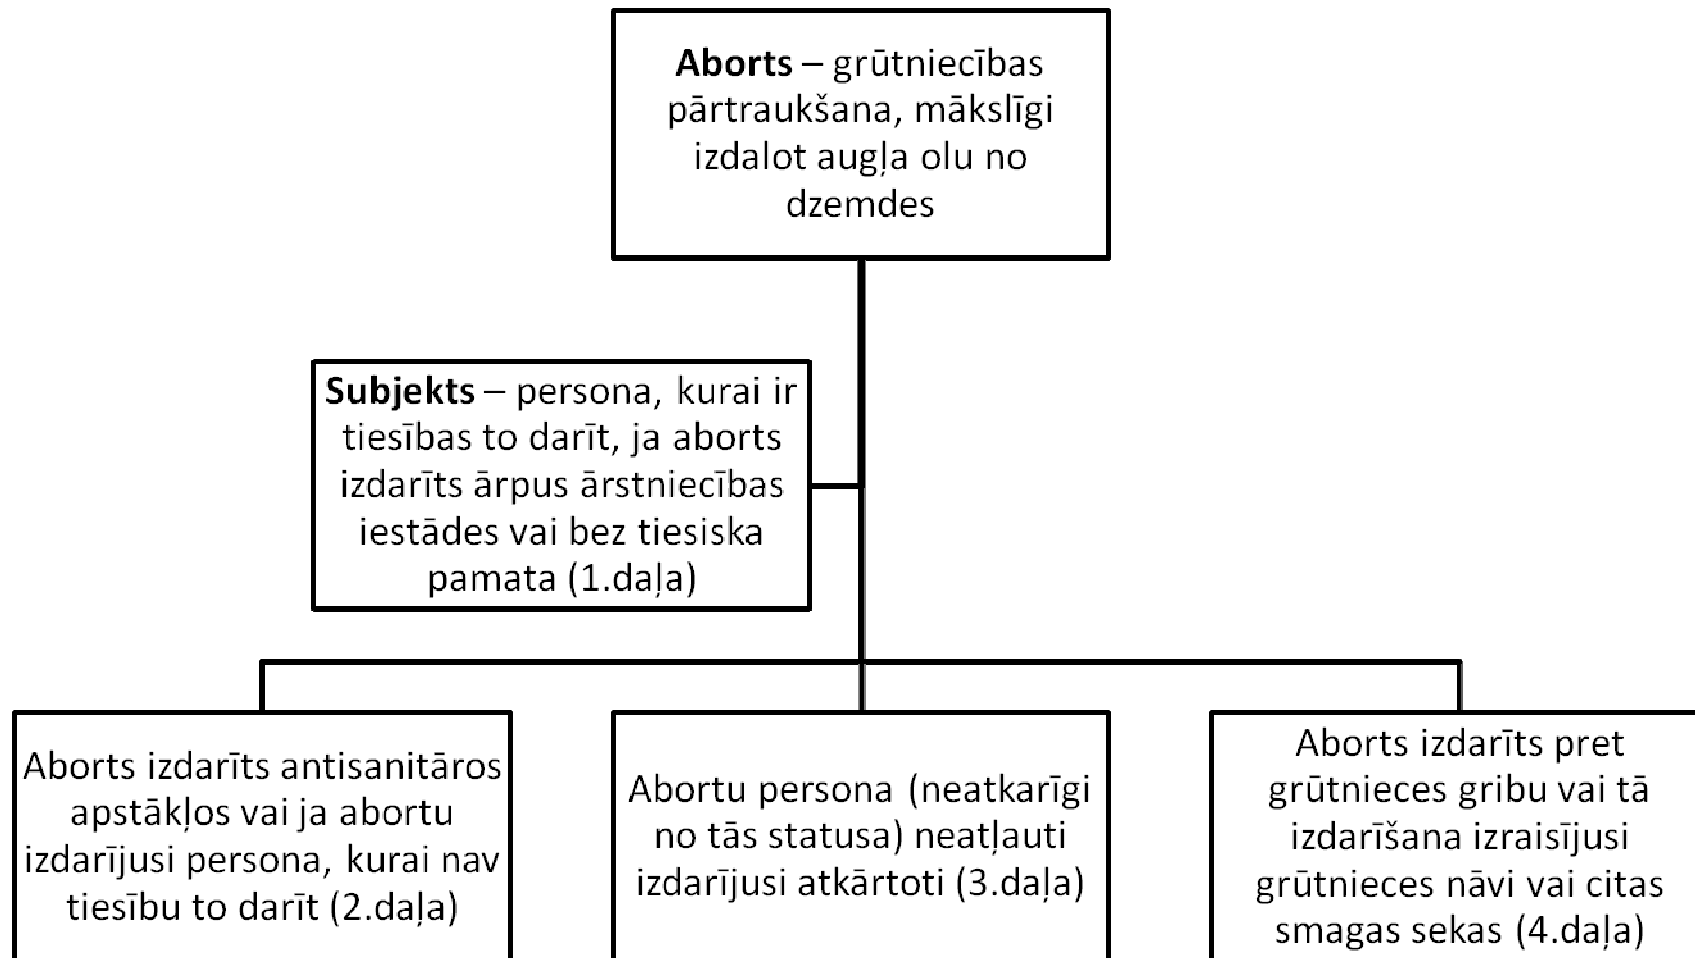 Aborts – grūtniecības
pārtraukšana, mākslīgi
izdalot augļa olu no
dzemdes
Subjekts – persona, kurai ir
tiesības to darīt, ja aborts
izdarīts ārpus ārstniecības
iestādes vai bez tiesiska
pamata (1.daļa)
Aborts izdarīts antisanitāros
apstākļos vai ja abortu
izdarījusi persona, kurai nav
tiesību to darīt (2.daļa)
Abortu persona (neatkarīgi
no tās statusa) neatļauti
izdarījusi atkārtoti (3.daļa)
Aborts izdarīts pret
grūtnieces gribu vai tā
izdarīšana izraisījusi
grūtnieces nāvi vai citas
smagas sekas (4.daļa)